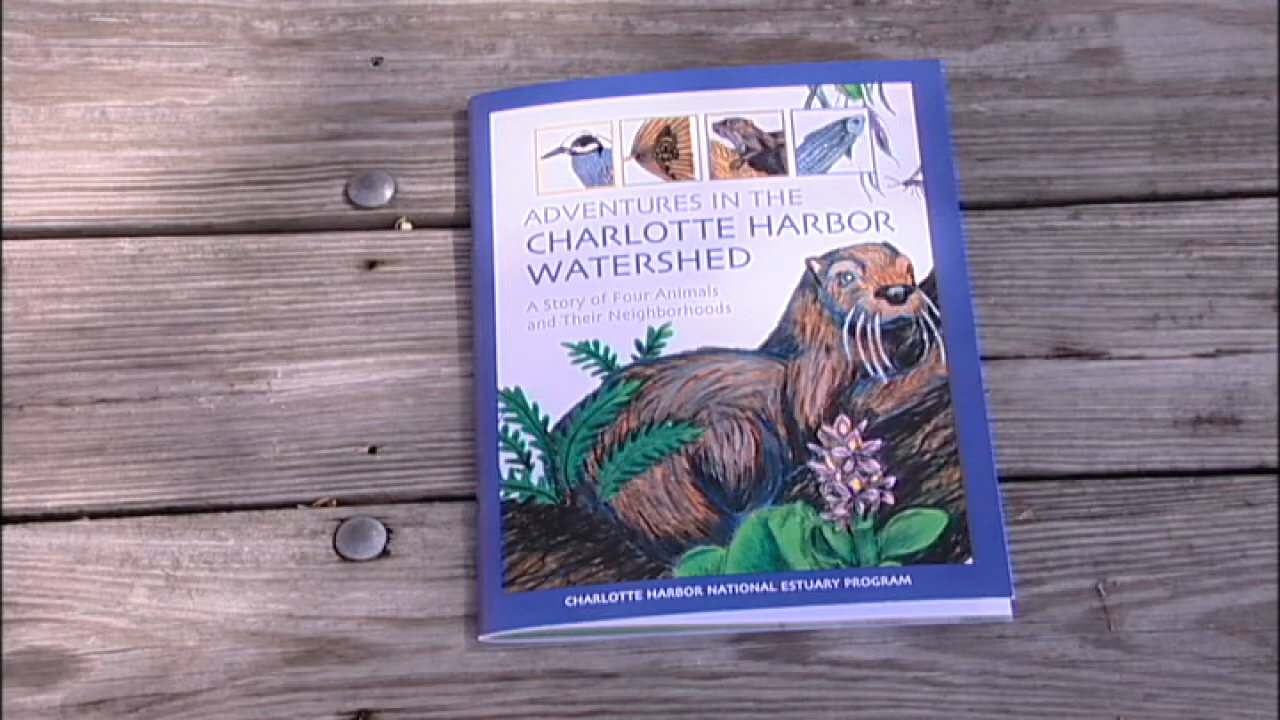 ADVENTURES IN THE
CHARLOTTE HARBOR
WATERSHED
A Story of Four Animals
and Their Neighborhoods
CHARLOTTE HARBOR NATIONAL ESTUARY PROGRAM